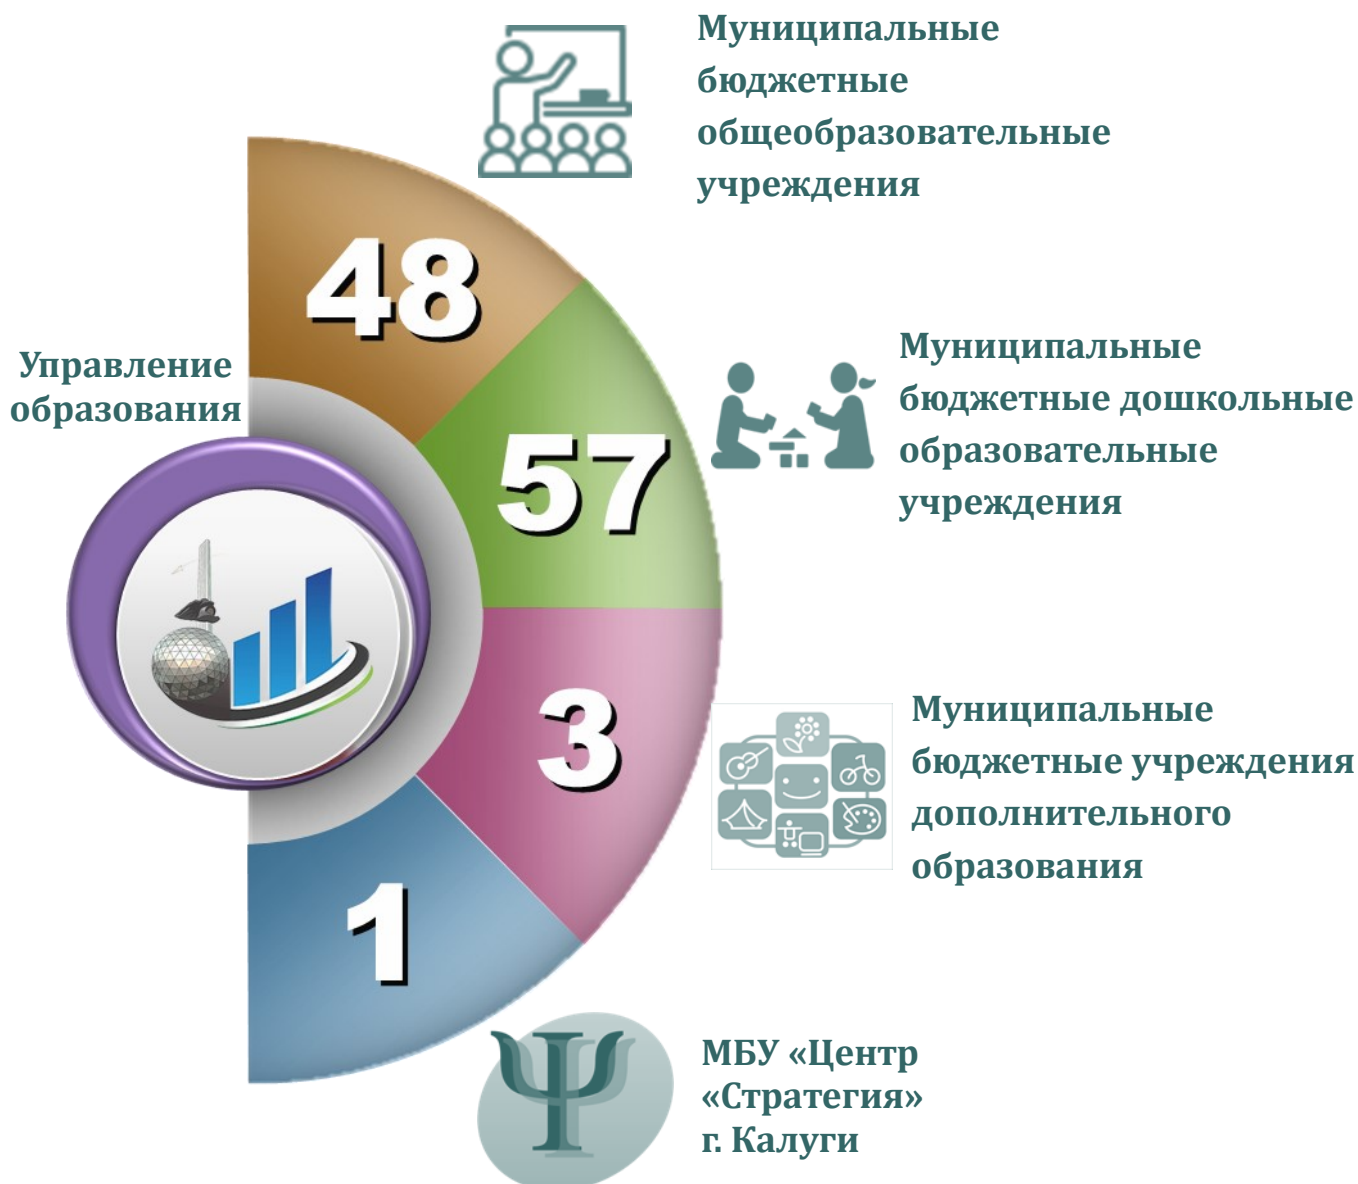 Муниципальные
бюджетные
общеобразовательные
учреждения
48
Управление
образования
Муниципальные
бюджетные дошкольные
образовательные
учреждения
57
3
Муниципальные
бюджетные учреждения
дополнительного
образования
1
Ψ
МБУ «Центр
«Стратегия»
г. Калуги